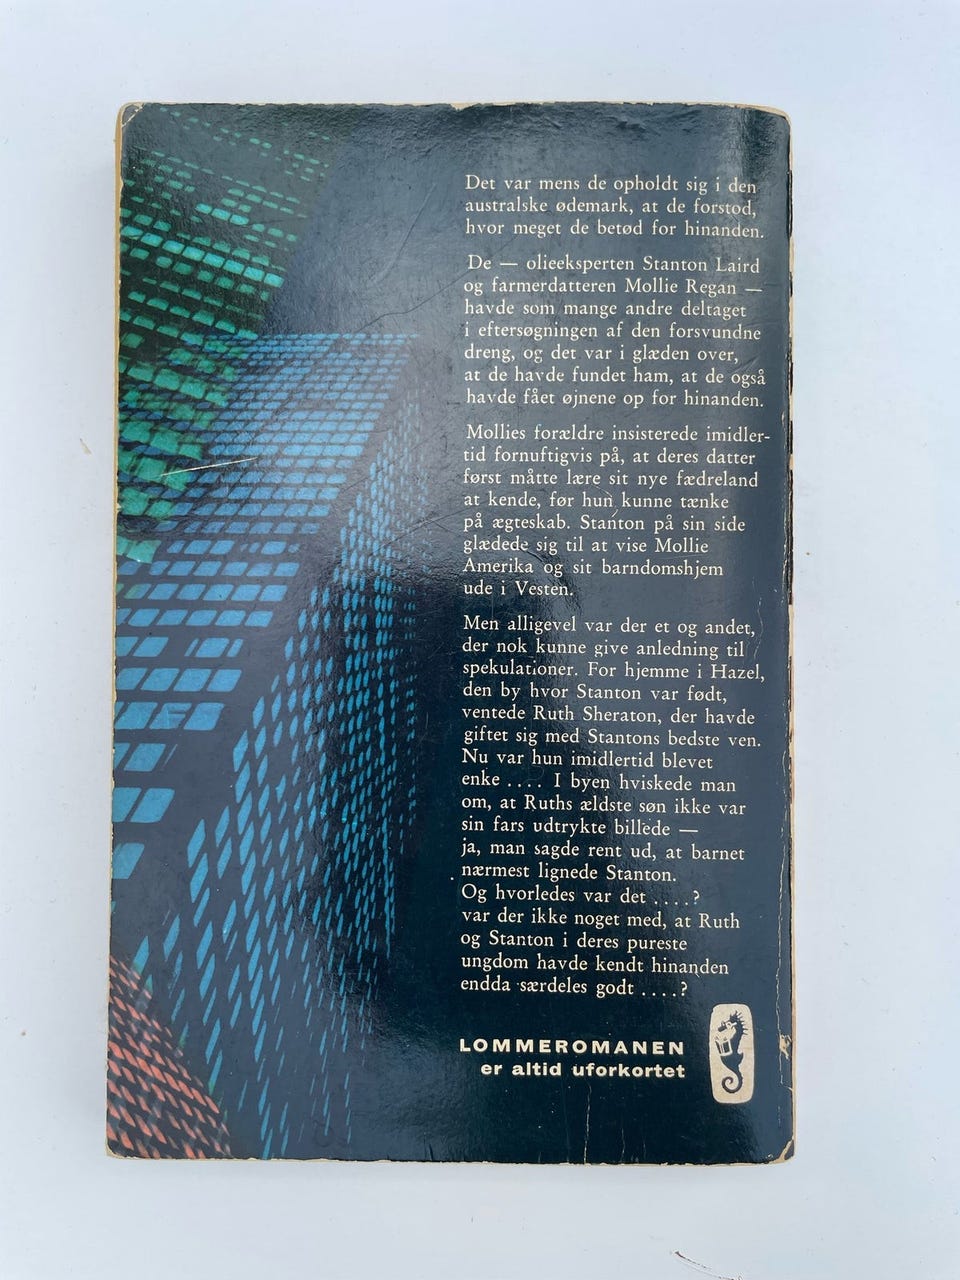 Det var mens de opholdt sig i den
australske ødemark, at de forstod,
hvor meget de betød for hinanden.
De — olieeksperten Stanton Laird
og farmerdatteren Mollie Regan —
havde som mange andre deltaget
i eftersøgningen af den forsvundne
dreng, og det var i glæden over,
at de havde fundet ham, at de også
havde fået øjnene op for hinanden.
Mollies forældre insisterede imidler-
tid fornuftigvis på, at deres datter
først måtte lære sit nye fædreland
at kende, før hun kunne tænke
på ægteskab. Stanton på sin side
glædede sig til at vise Mollie
Amerika og sit barndomshjem
ude i Vesten.
Men alligevel var der et og andet,
der nok kunne give anledning til
spekulationer. For hjemme i Hazel,
den by hvor Stanton var født,
ventede Ruth Sheraton, der havde
giftet sig med Stantons bedste ven.
Nu var hun imidlertid blevet
enke .... I byen hviskede man
om, at Ruths ældste søn ikke var
sin fars udtrykte billede —
ja, man sagde rent ud, at barnet
nærmest lignede Stanton.
Og hvorledes var det ....?
var der ikke noget med, at Ruth
og Stanton i deres pureste
ungdom havde kendt hinanden
endda særdeles godt ....?
LOMMEROMANEN
er altid uforkortet